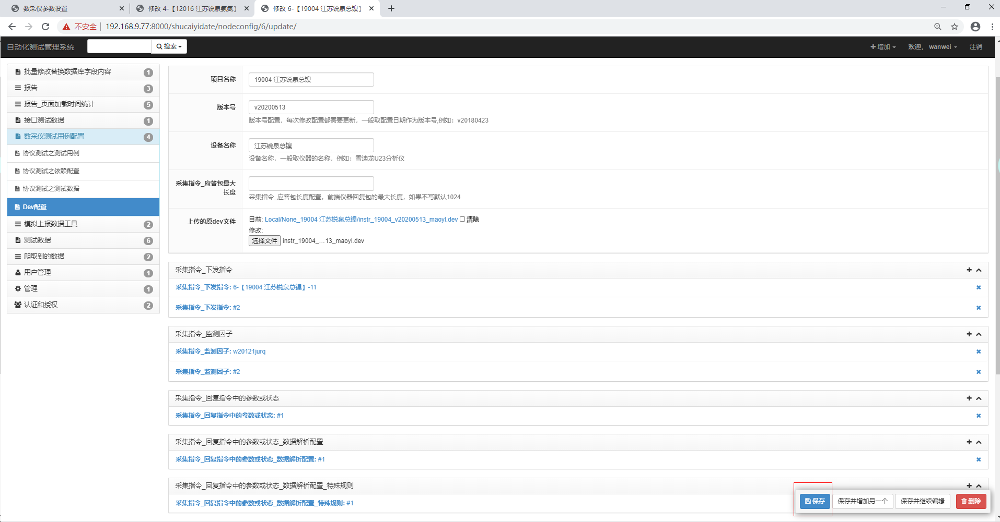 数采仪参数设置
修改 4-【12016 江苏锐泉氨氮】
修改 6-【19004 江苏锐泉总镍】
不安全
192.168.9.77:8000/shucaiyidate/nodeconfig/6/update/
自动化测试管理系统
搜索
增加
欢迎， wanwei
注销
批量修改替换数据库字段内容 1
报告 3
报告_页面加载时间统计 5
接口测试数据 1
数采仪测试用例配置 4
协议测试之测试用例
协议测试之依赖配置
协议测试之测试数据
Dev配置
模拟上报数据工具 2
测试数据 6
爬取到的数据 2
用户管理 1
管理 1
认证和授权 2
项目名称 19004 江苏锐泉总镍
版本号 v20200513
版本号配置，每次修改配置都需要更新，一般取配置日期作为版本号,例如：v20180423
设备名称 江苏锐泉总镍
设备名称，一般取仪器的名称，例如：雪迪龙U23分析仪
采集指令_应答包最大
长度
采集指令_应答包长度配置，前端仪器回复包的最大长度，如果不写默认1024
上传的原dev文件 目前: Local/None_19004 江苏锐泉总镍/instr_19004_v20200513_maoyl.dev 清除
修改:
选择文件 instr_19004_…13_maoyl.dev
采集指令_下发指令
采集指令_下发指令: 6-【19004 江苏锐泉总镍】-11
采集指令_下发指令: #2
采集指令_监测因子
采集指令_监测因子: w20121jurq
采集指令_监测因子: #2
采集指令_回复指令中的参数或状态
采集指令_回复指令中的参数或状态: #1
采集指令_回复指令中的参数或状态_数据解析配置
采集指令_回复指令中的参数或状态_数据解析配置: #1
采集指令_回复指令中的参数或状态_数据解析配置_特殊规则
采集指令_回复指令中的参数或状态_数据解析配置_特殊规则: #1
保存
保存并增加另一个
保存并继续编辑
删除